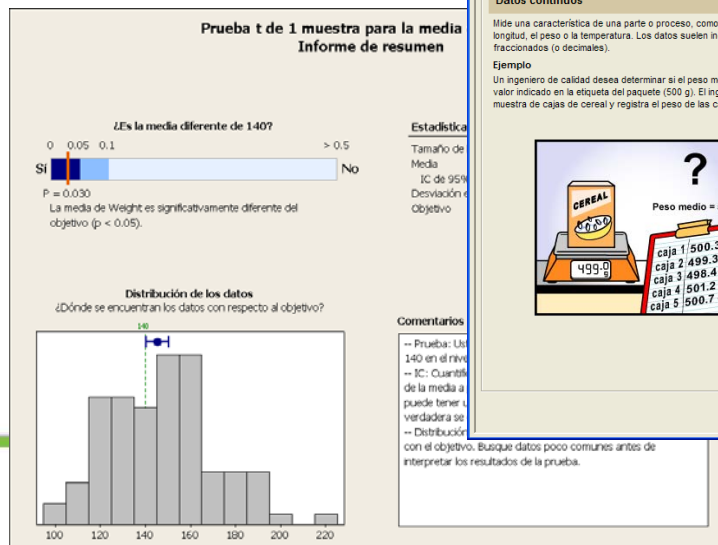 Prueba t de 1 muestra para la media
Informe de resumen
¿Es la media diferente de 140?
0 0.05 0.1 > 0.5
Sí No
P = 0.030
La media de Weight es significativamente diferente del
objetivo (p < 0.05).
Distribución de los datos
¿Dónde se encuentran los datos con respecto al objetivo?
140
100 120 140 160 180 200 220
Estadística
Tamaño de
Media
IC de 95%
Desviación e
Objetivo
Comentarios
-- Prueba: Us
140 en el nive
-- IC: Cuantifi
de la media a
puede tener u
verdadera se
-- Distribución
con el objetivo. Busque datos poco comunes antes de
interpretar los resultados de la prueba.
Datos continuos
Mide una característica de una parte o proceso, como
longitud, el peso o la temperatura. Los datos suelen in
fraccionados (o decimales).
Ejemplo
Un ingeniero de calidad desea determinar si el peso m
valor indicado en la etiqueta del paquete (500 g). El ing
muestra de cajas de cereal y registra el peso de las c
?
Peso medio =
CEREAL
499.0
caja 1 500.3
caja 2 499.3
caja 3 498.4
caja 4 501.2
caja 5 500.7